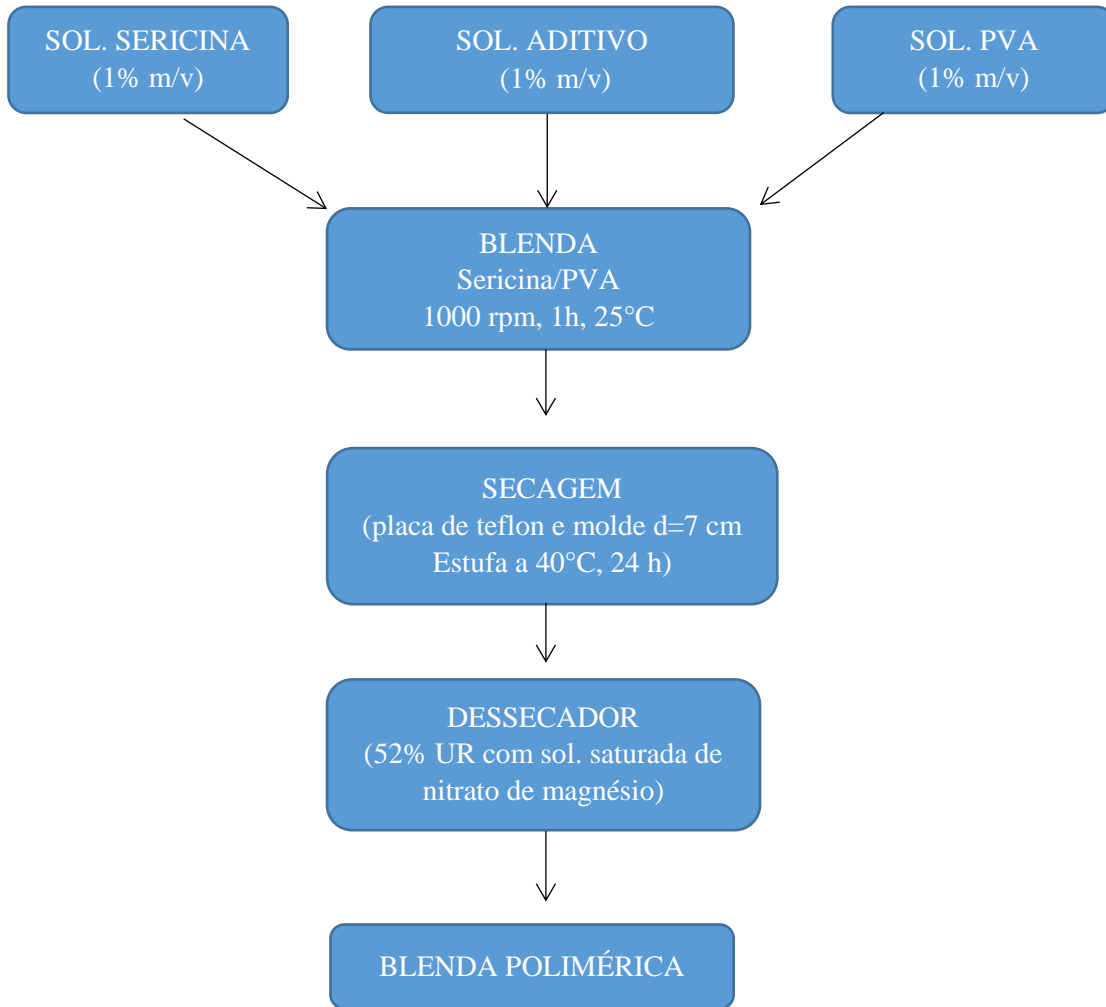 SOL. SERICINA
(1% m/v)
SOL. ADITIVO
(1% m/v)
SOL. PVA
(1% m/v)
BLENDA
Sericina/PVA
1000 rpm, 1h, 25°C
SECAGEM
(placa de teflon e molde d=7 cm
Estufa a 40°C, 24 h)
DESSECADOR
(52% UR com sol. saturada de
nitrato de magnésio)
BLENDA POLIMÉRICA